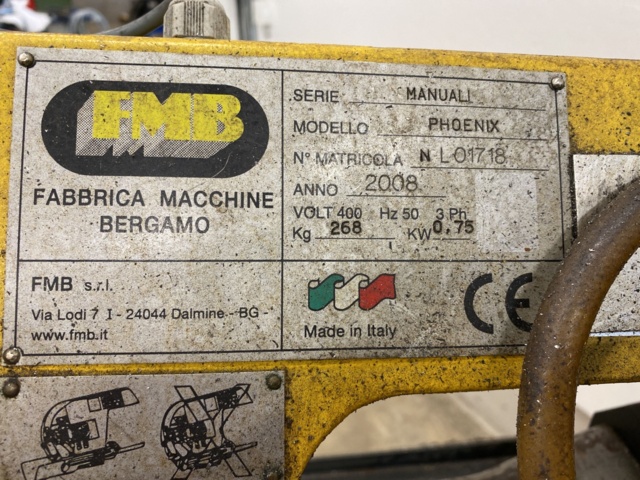 FMB
FABBRICA MACCHINE
BERGAMO
SERIE MANUALI
MODELLO PHOENIX
N° MATRICOLA N L01718
ANNO 2008
VOLT 400 Hz 50 3 Ph
Kg 268 KW 0,75
FMB s.r.l.
Via Lodi 7 I - 24044 Dalmine - BG -
www.fmb.it
Made in Italy
CE